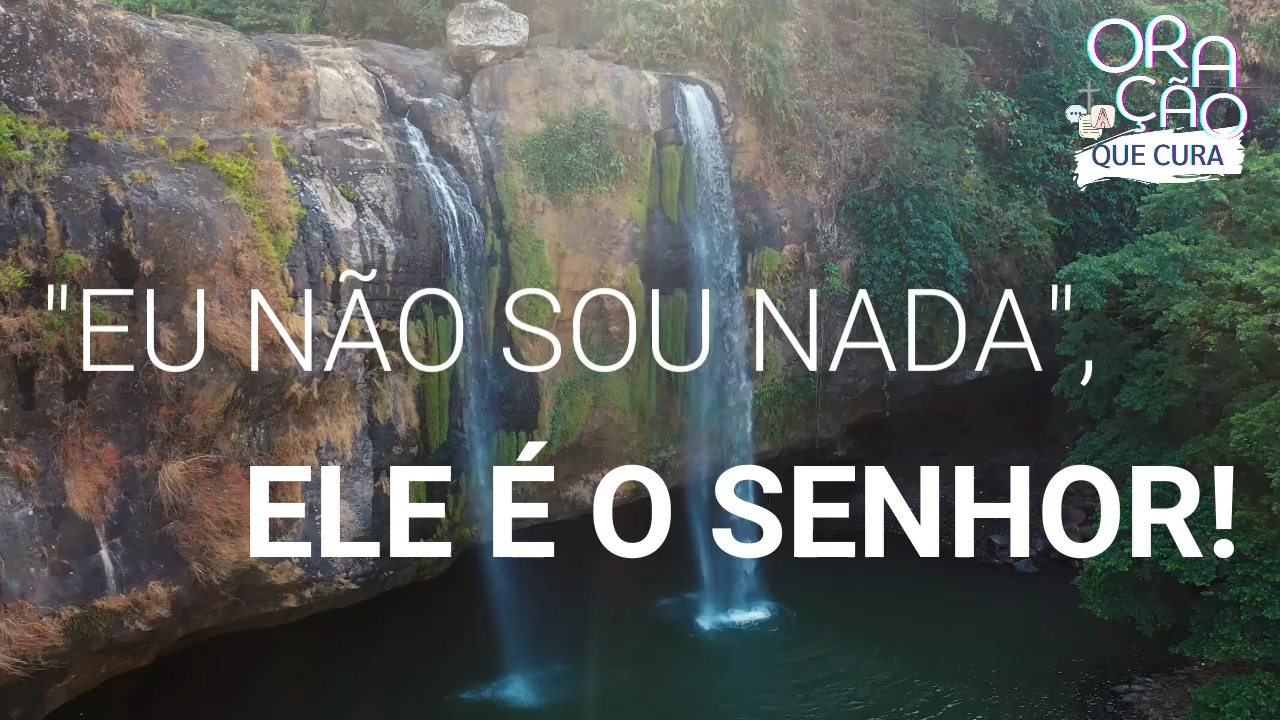 ORA
ÇÃO
QUE CURA
"EU NÃO SOU NADA",
ELE É O SENHOR!